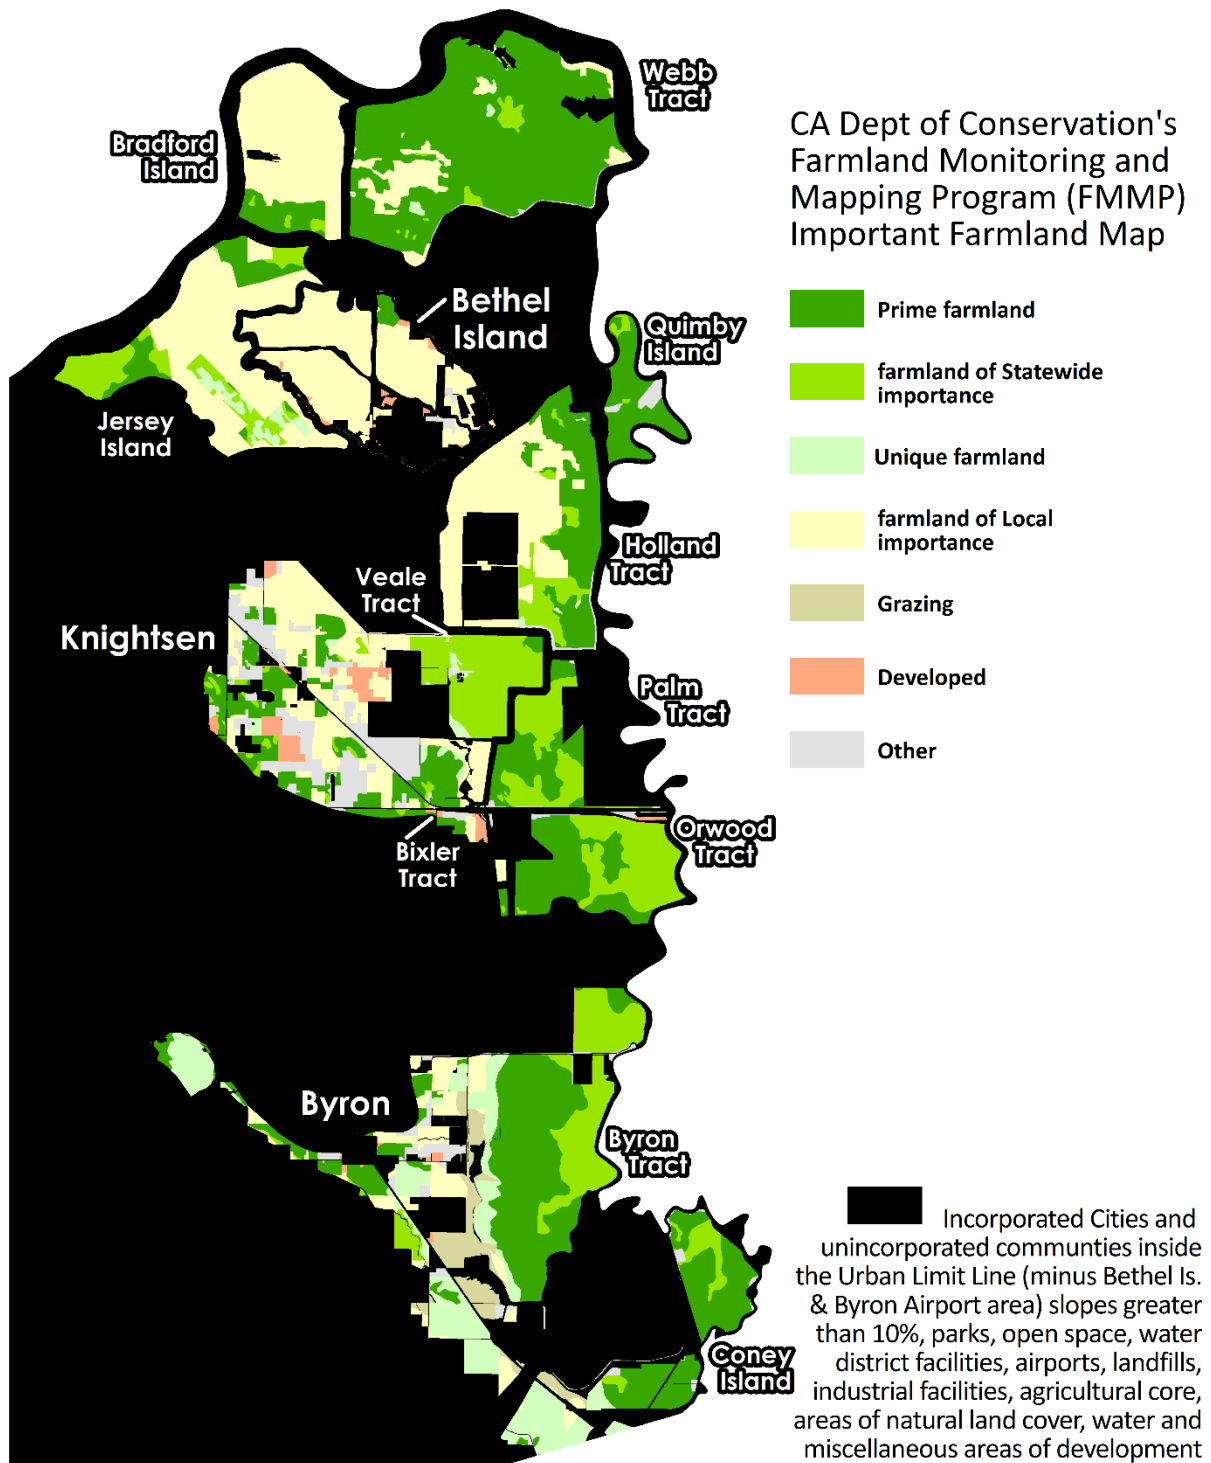 Webb
Tract
Bradford
Island
CA Dept of Conservation's
Farmland Monitoring and
Mapping Program (FMMP)
Important Farmland Map
Bethel
Island
Quimby
Island
Prime farmland
farmland of Statewide
importance
Jersey
Island
Unique farmland
farmland of Local
importance
Holland
Tract
Veale
Tract
Grazing
Knightsen
Developed
Palm
Tract
Other
Orwood
Tract
Bixler
Tract
Byron
Byron
Tract
Incorporated Cities and
unincorporated communties inside
the Urban Limit Line (minus Bethel Is.
& Byron Airport area) slopes greater
than 10%, parks, open space, water
district facilities, airports, landfills,
industrial facilities, agricultural core,
areas of natural land cover, water and
miscellaneous areas of development
Coney
Island